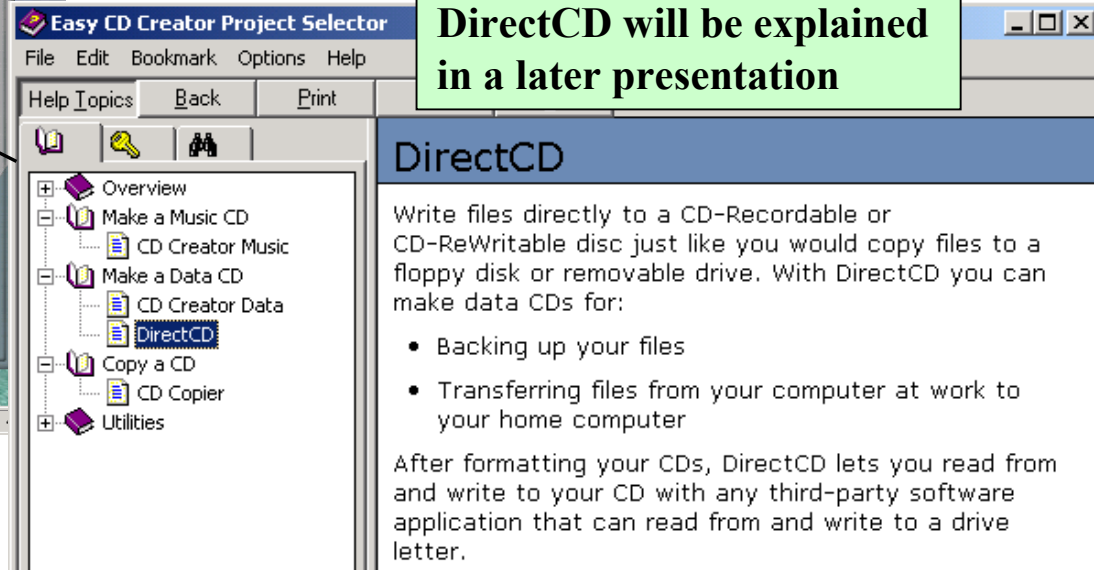 Easy CD Creator Project Selector
DirectCD will be explained
in a later presentation
File Edit Bookmark Options Help
Help Topics Back Print
Overview
Make a Music CD
CD Creator Music
Make a Data CD
CD Creator Data
DirectCD
Copy a CD
CD Copier
Utilities
DirectCD
Write files directly to a CD-Recordable or
CD-ReWritable disc just like you would copy files to a
floppy disk or removable drive. With DirectCD you can
make data CDs for:
• Backing up your files
• Transferring files from your computer at work to
your home computer
After formatting your CDs, DirectCD lets you read from
and write to your CD with any third-party software
application that can read from and write to a drive
letter.